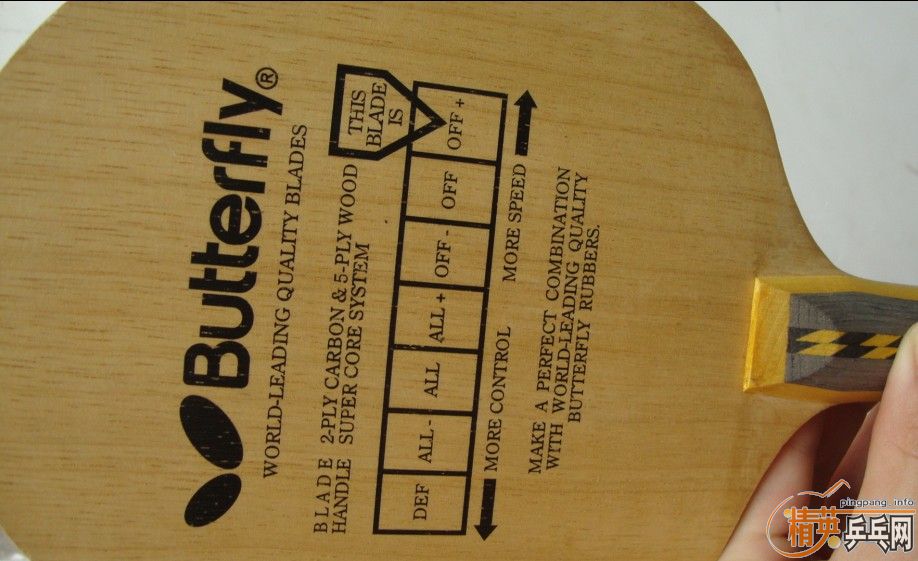 Butterfly®
WORLD-LEADING QUALITY BLADES
BLADE 2-PLY CARBON & 5-PLY WOOD
HANDLE SUPER CORE SYSTEM
THIS
BLADE
IS
DEF ALL- ALL ALL+ OFF- OFF OFF+
MORE CONTROL MORE SPEED
MAKE A PERFECT COMBINATION
WITH WORLD-LEADING QUALITY
BUTTERFLY RUBBERS.
pingpang.info
精英乒乓网